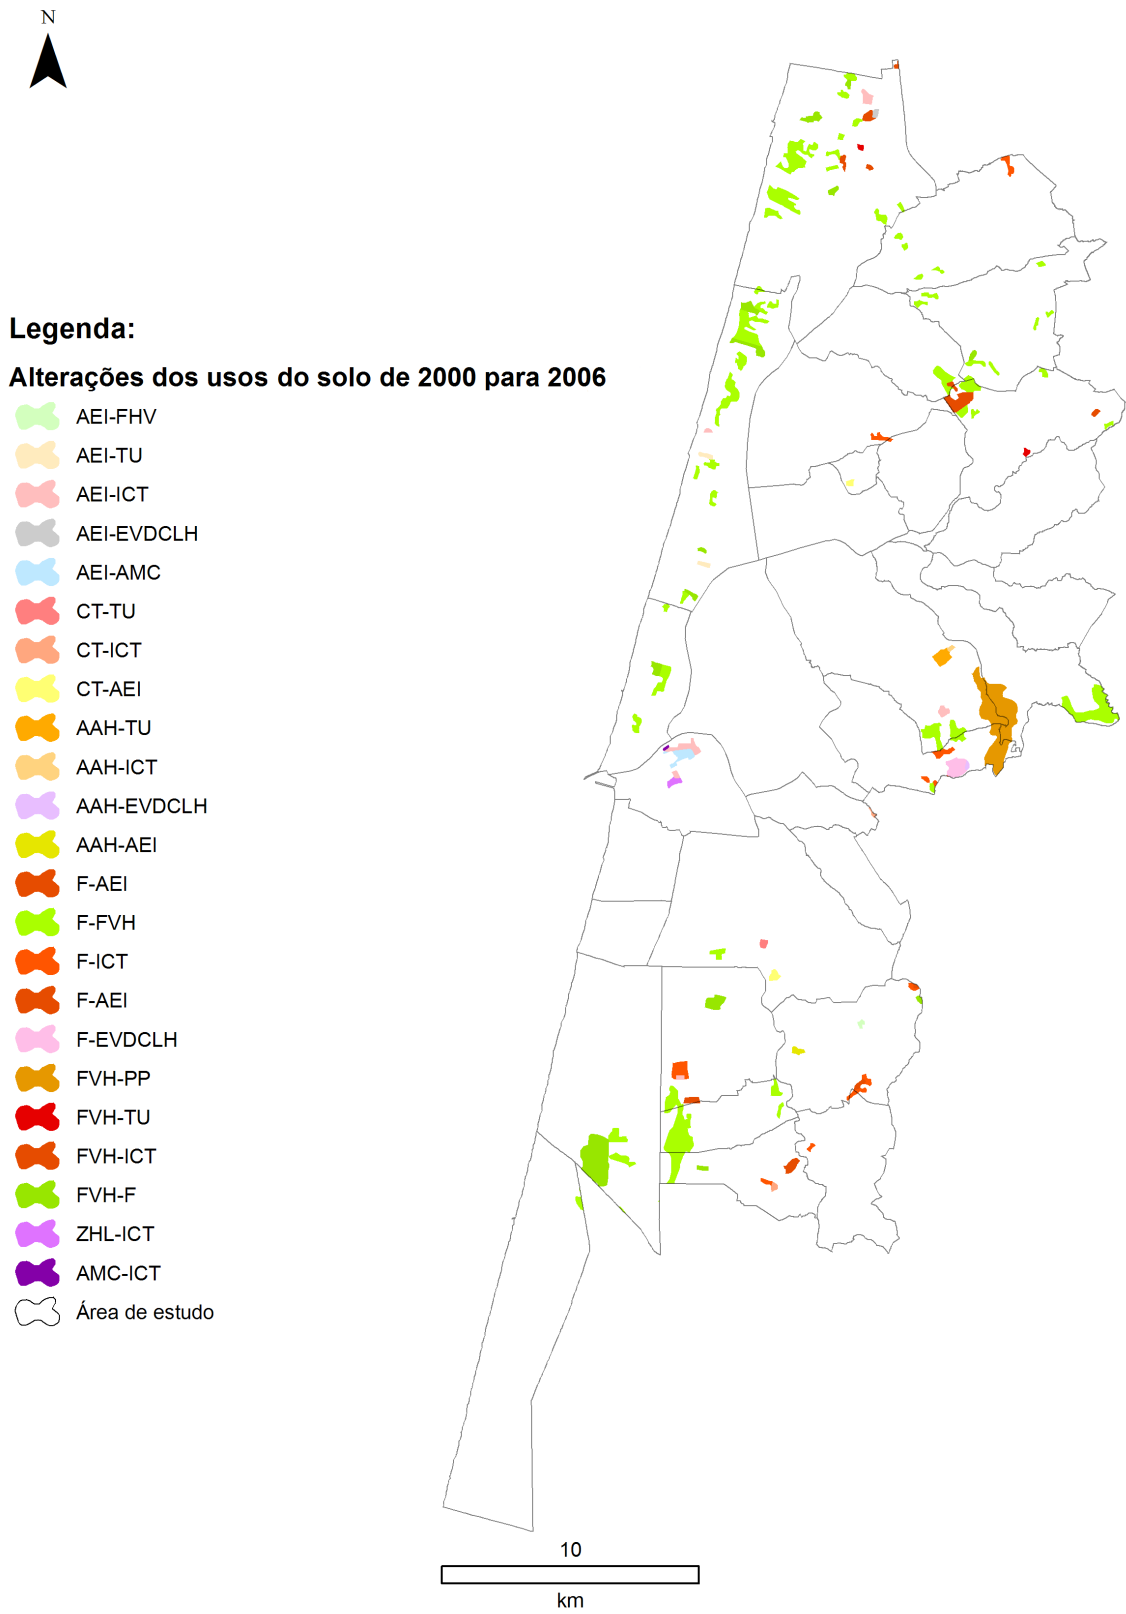 N
Legenda:
Alterações dos usos do solo de 2000 para 2006
AEI-FHV
AEI-TU
AEI-ICT
AEI-EVDCLH
AEI-AMC
CT-TU
CT-ICT
CT-AEI
AAH-TU
AAH-ICT
AAH-EVDCLH
AAH-AEI
F-AEI
F-FVH
F-ICT
F-AEI
F-EVDCLH
FVH-PP
FVH-TU
FVH-ICT
FVH-F
ZHL-ICT
AMC-ICT
Área de estudo
10
km